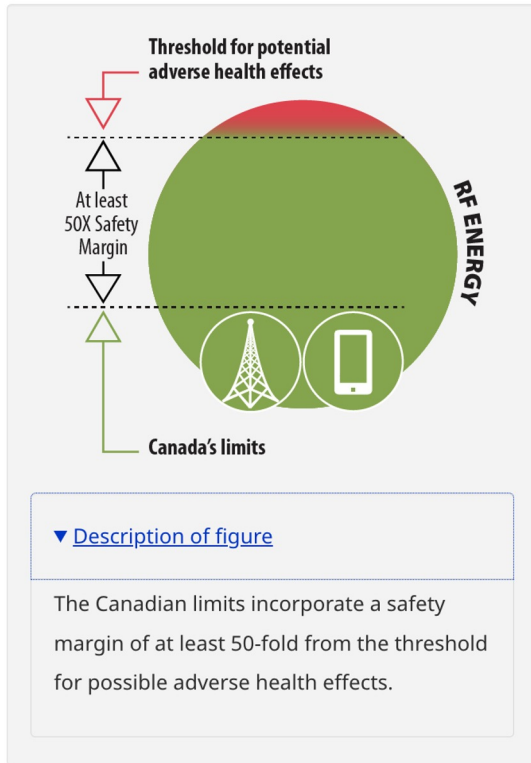 Threshold for potential
adverse health effects
At least
50X Safety
Margin
RF ENERGY
Canada's limits
▼ Description of figure
The Canadian limits incorporate a safety
margin of at least 50-fold from the threshold
for possible adverse health effects.